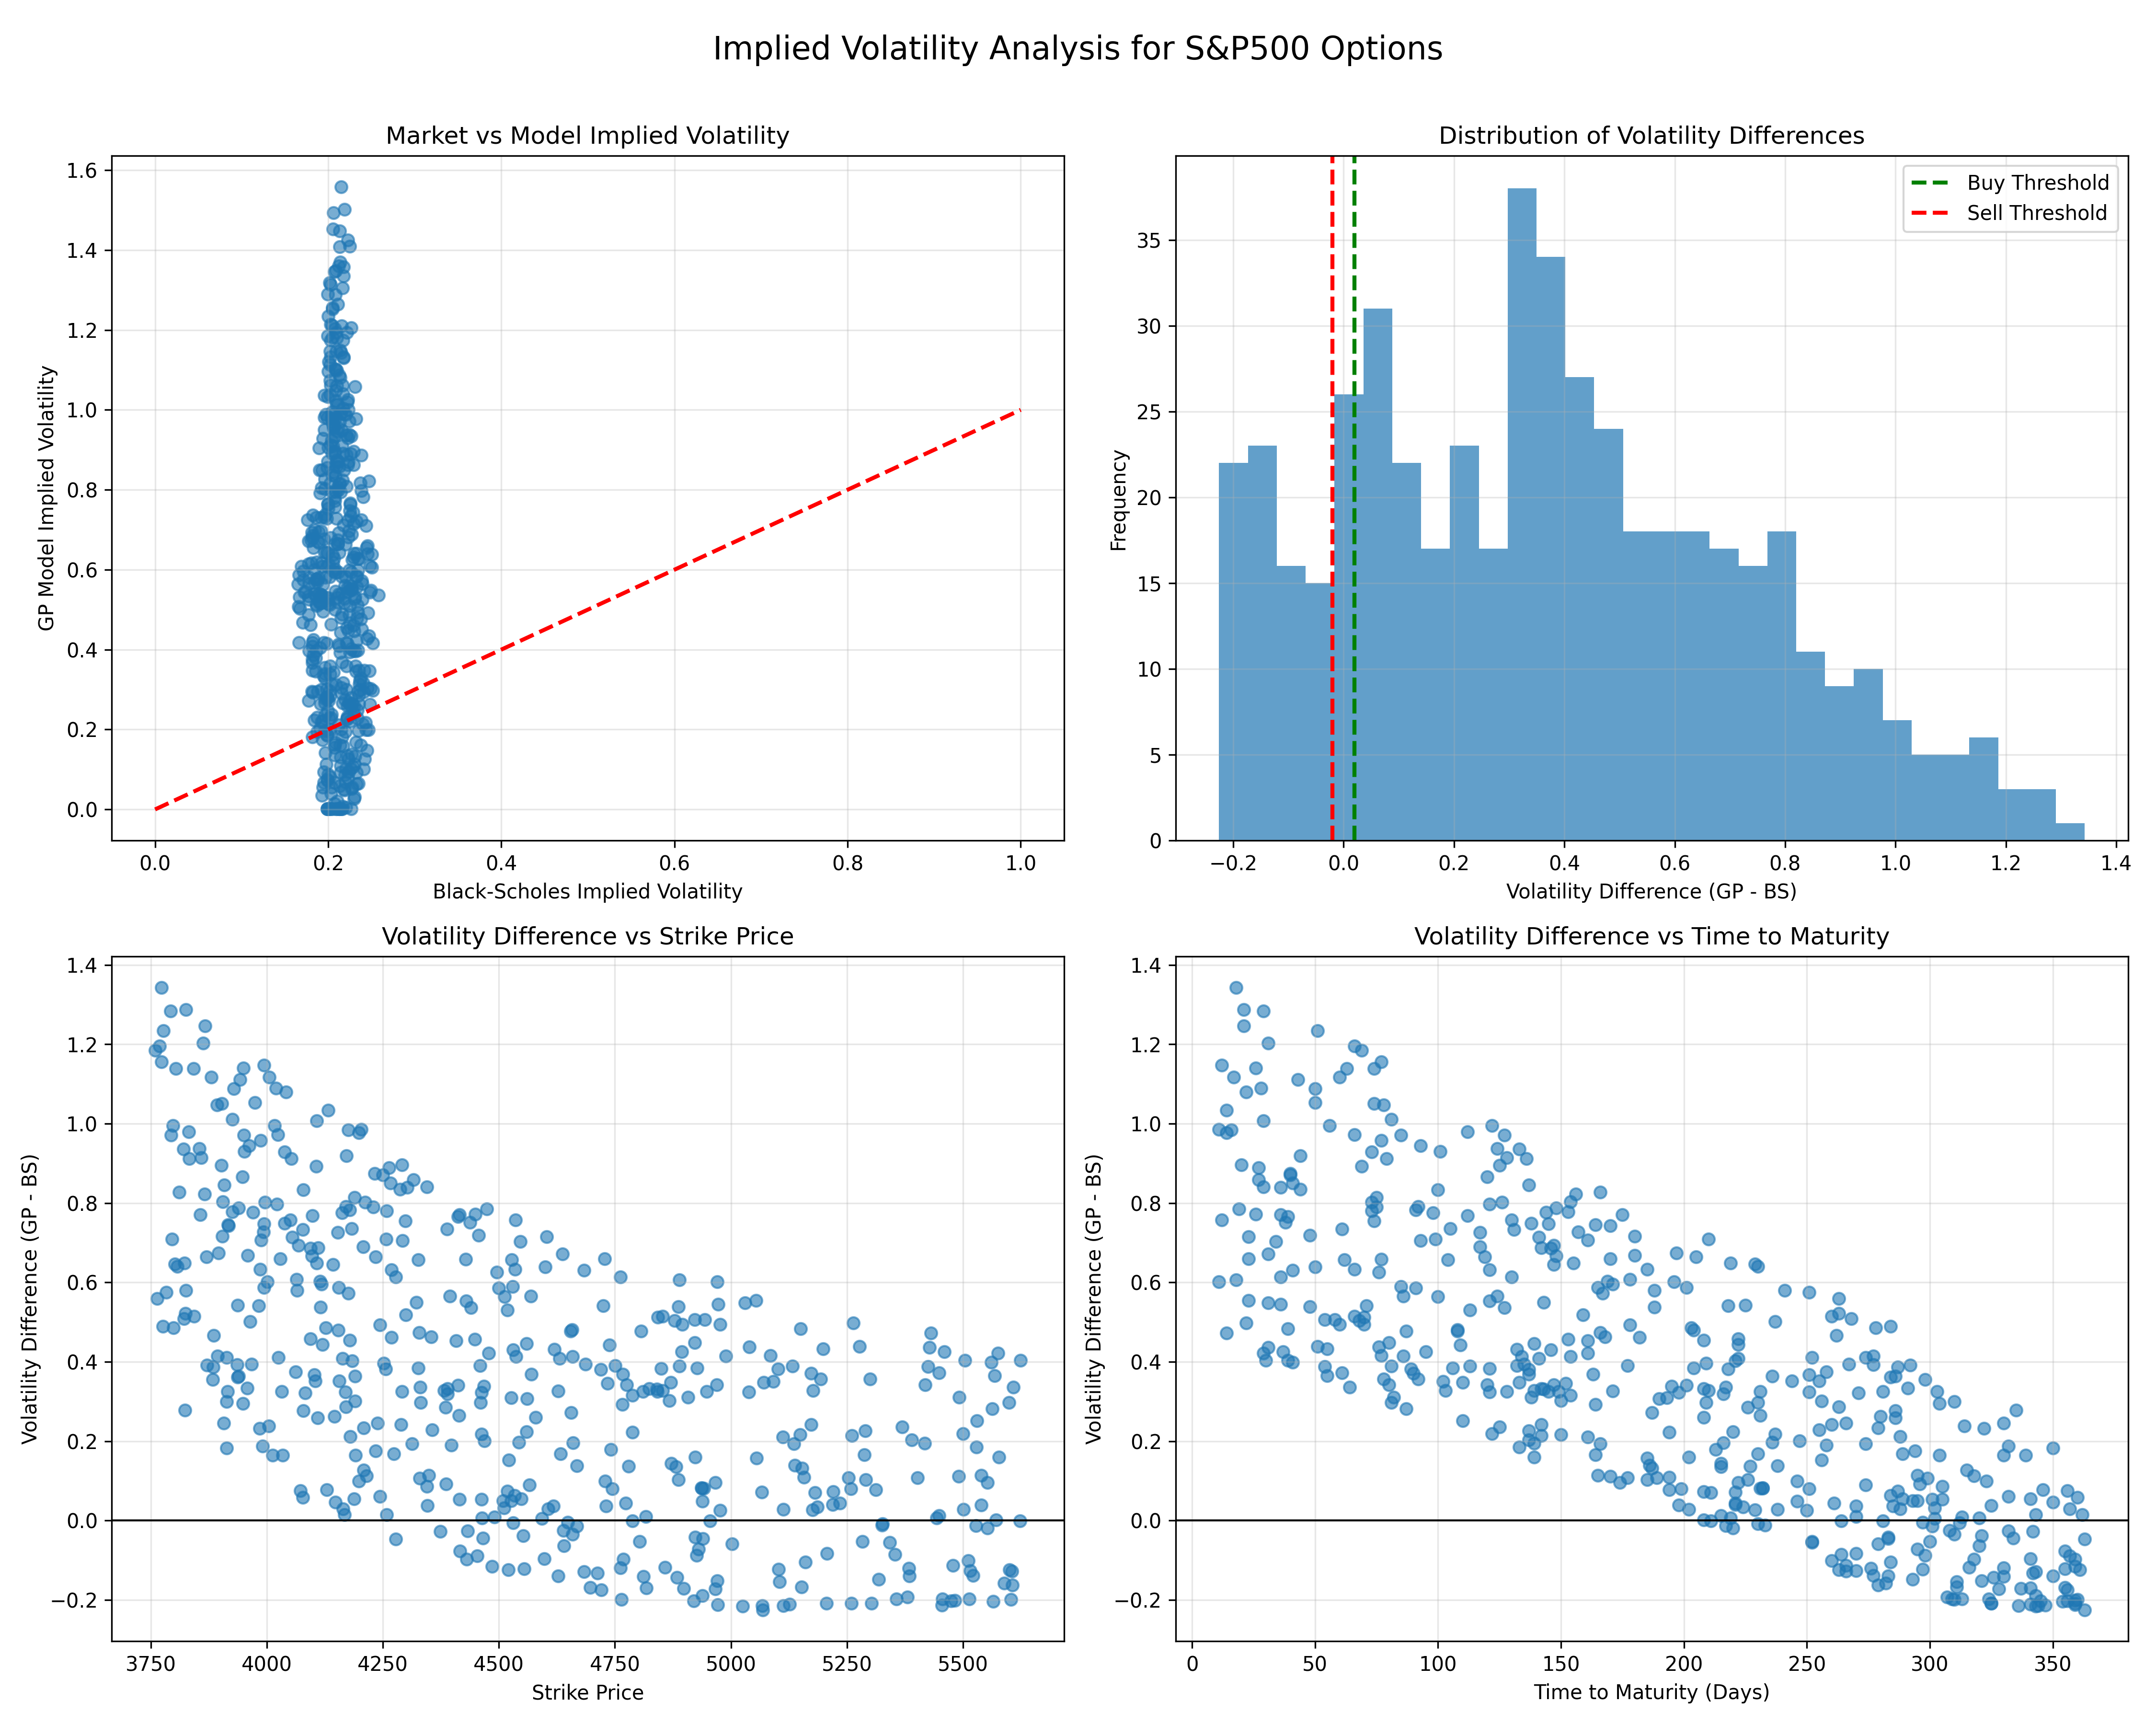 Implied Volatility Analysis for S&P500 Options
Market vs Model Implied Volatility
1.6
1.4
1.2
1.0
0.8
0.6
0.4
0.2
0.0
GP Model Implied Volatility
0.0 0.2 0.4 0.6 0.8 1.0
Black-Scholes Implied Volatility
Distribution of Volatility Differences
Buy Threshold
Sell Threshold
35
30
25
20
15
10
5
0
Frequency
−0.2 0.0 0.2 0.4 0.6 0.8 1.0 1.2 1.4
Volatility Difference (GP - BS)
Volatility Difference vs Strike Price
1.4
1.2
1.0
0.8
0.6
0.4
0.2
0.0
−0.2
Volatility Difference (GP - BS)
3750 4000 4250 4500 4750 5000 5250 5500
Strike Price
Volatility Difference vs Time to Maturity
1.4
1.2
1.0
0.8
0.6
0.4
0.2
0.0
−0.2
Volatility Difference (GP - BS)
0 50 100 150 200 250 300 350
Time to Maturity (Days)